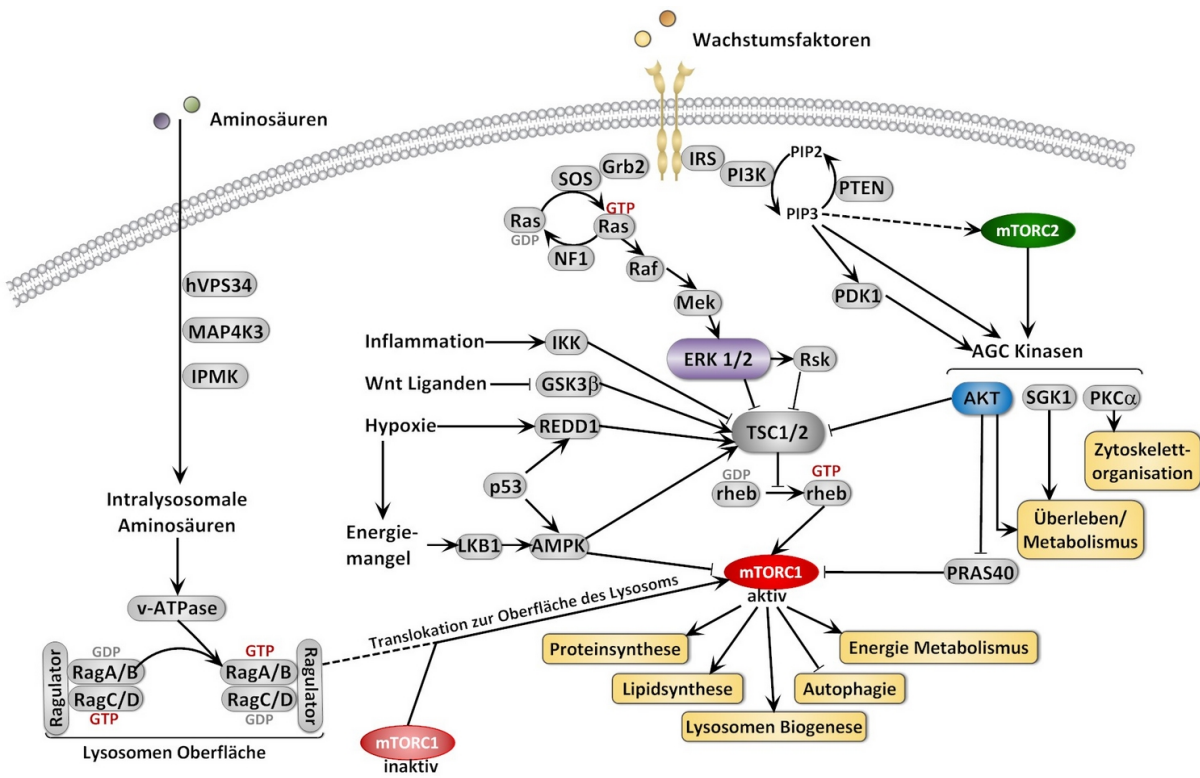 Wachstumsfaktoren
Aminosäuren
Grb2
SOS
IRS
PI3K
PIP2
PTEN
PIP3
Ras
GDP
GTP
Ras
NF1
Raf
mTORC2
hVPS34
Mek
PDK1
MAP4K3
Inflammation
IKK
ERK 1/2
Rsk
AGC Kinasen
IPMK
Wnt Liganden
GSK3β
AKT
SGK1
PKCα
Hypoxie
REDD1
TSC1/2
Zytoskelett-
organisation
p53
GDP
rheb
GTP
rheb
Intralysosomale
Aminosäuren
Energie-
mangel
LKB1
AMPK
Überleben/
Metabolismus
mTORC1
aktiv
PRAS40
v-ATPase
Translokation zur Oberfläche des Lysosoms
Ragulator
GDP
RagA/B
RagC/D
GTP
GTP
RagA/B
RagC/D
GDP
Ragulator
Proteinsynthese
Energie Metabolismus
Lipidsynthese
Autophagie
Lysosomen Biogenese
Lysosomen Oberfläche
mTORC1
inaktiv